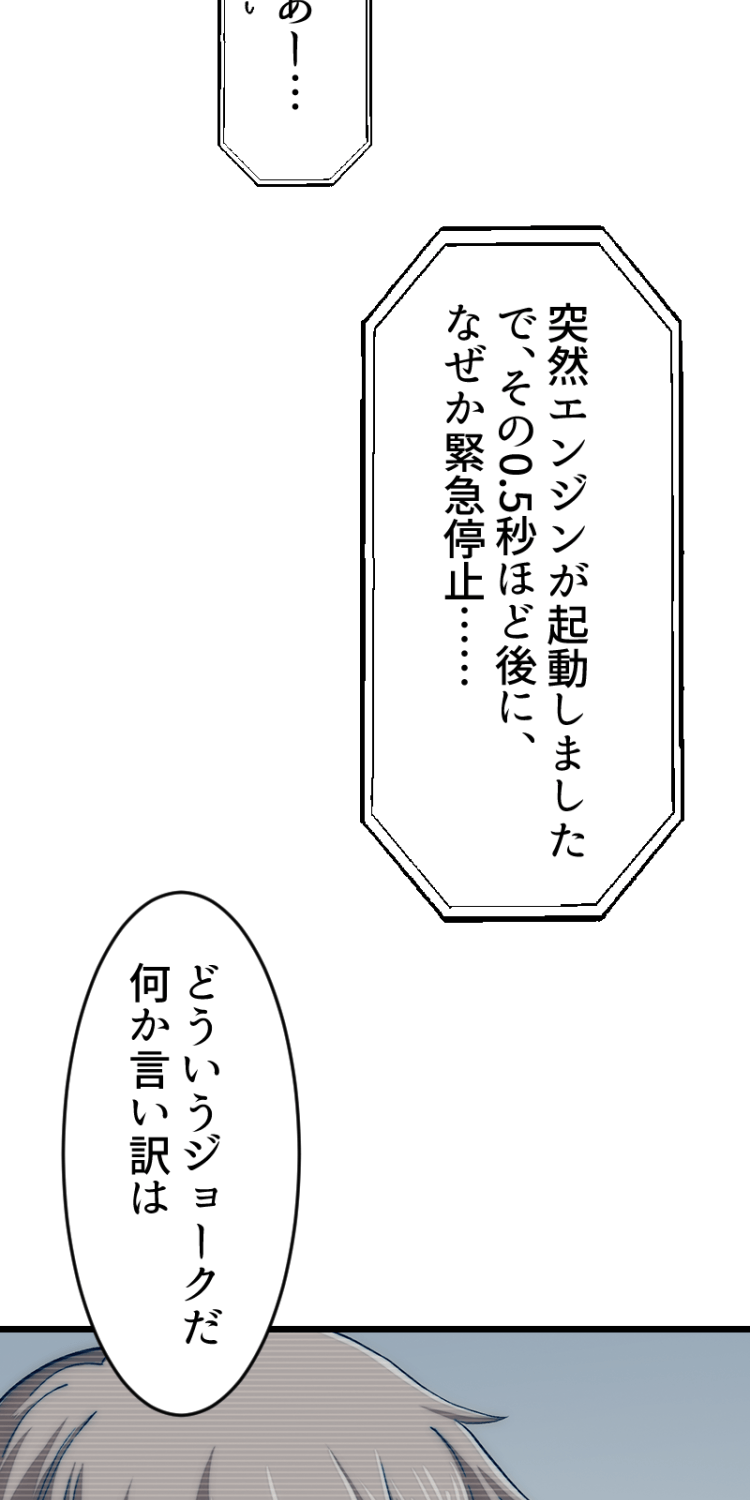 あー…
い
突然エンジンが起動しました
で、その0.5秒ほど後に、
なぜか緊急停止……
どういうジョークだ
何か言い訳は